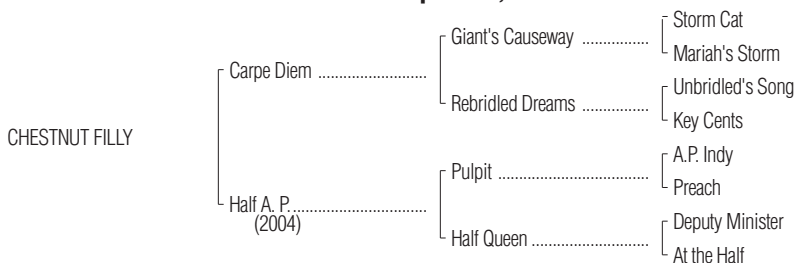 Storm Cat
Giant's Causeway ................
Mariah's Storm
Carpe Diem ..........................
Unbridled's Song
Rebridled Dreams ................
Key Cents
CHESTNUT FILLY
A.P. Indy
Pulpit .....................................
Preach
Half A. P. ................................
(2004)
Deputy Minister
Half Queen ............................
At the Half